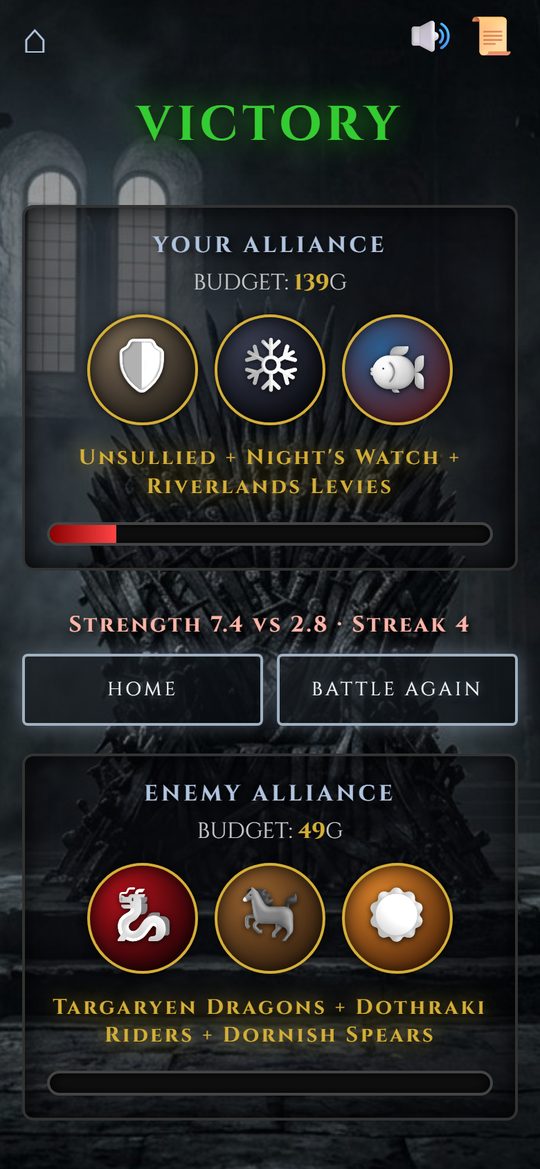 VICTORY
YOUR ALLIANCE
BUDGET: 139G
UNSULLIED + NIGHT'S WATCH +
RIVERLANDS LEVIES
STRENGTH 7.4 VS 2.8 · STREAK 4
HOME
BATTLE AGAIN
ENEMY ALLIANCE
BUDGET: 49G
TARGARYEN DRAGONS + DOTHRAKI
RIDERS + DORNISH SPEARS